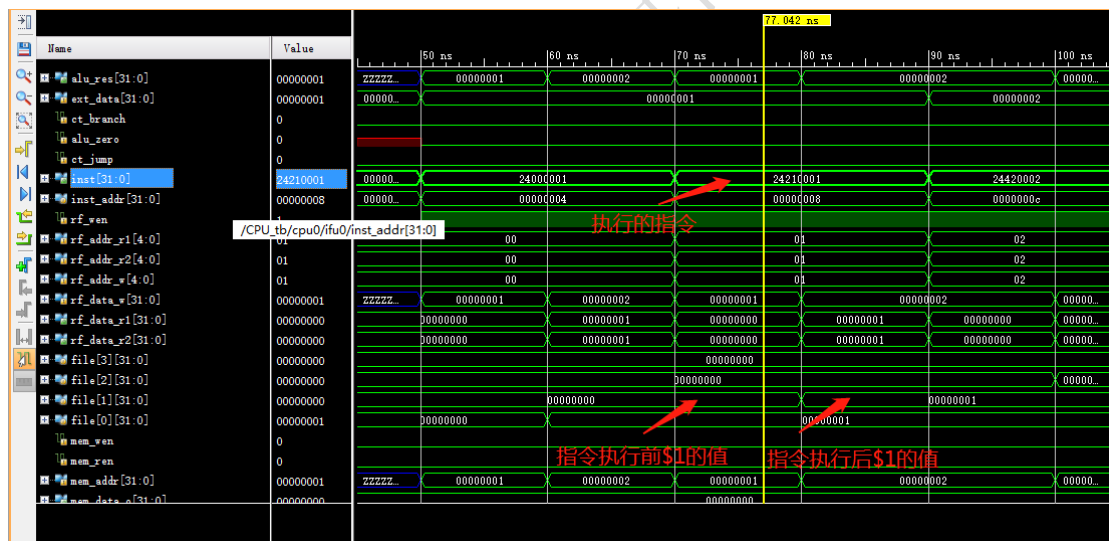 77.042 ns
Name Value
50 ns 60 ns 70 ns 80 ns 90 ns 100 ns
alu_res[31:0] 00000001 ZZZZZ... 00000001 00000002 00000001 00000002 00000...
ext_data[31:0] 00000001 00000... 00000001 00000002
ct_branch 0
alu_zero 0
ct_jump 0
inst[31:0] 24210001 00000... 24000001 24210001 24420002
inst_addr[31:0] 00000008 00000... 00000004 00000008 0000000c
rf_wen
执行的指令
/CPU_tb/cpu0/ifu0/inst_addr[31:0]
rf_addr_r1[4:0] 01 00 01 02
rf_addr_r2[4:0] 01 00 01 02
rf_addr_w[4:0] 01 00 01 02
rf_data_w[31:0] 00000001 ZZZZZ... 00000001 00000002 00000001 00000002 00000...
rf_data_r1[31:0] 00000000 00000000 00000001 00000000 00000001 00000000 00000...
rf_data_r2[31:0] 00000000 00000000 00000001 00000000 00000001 00000000 00000...
file[3][31:0] 00000000 00000000
file[2][31:0] 00000000 00000000 00000...
file[1][31:0] 00000000 00000000 00000001
file[0][31:0] 00000001 00000000 00000001
mem_wen 0
指令执行前$1的值 指令执行后$1的值
mem_ren 0
mem_addr[31:0] 00000001 ZZZZZ... 00000001 00000002 00000001 00000002 00000...
mem_data_o[31:0] 00000000 00000000